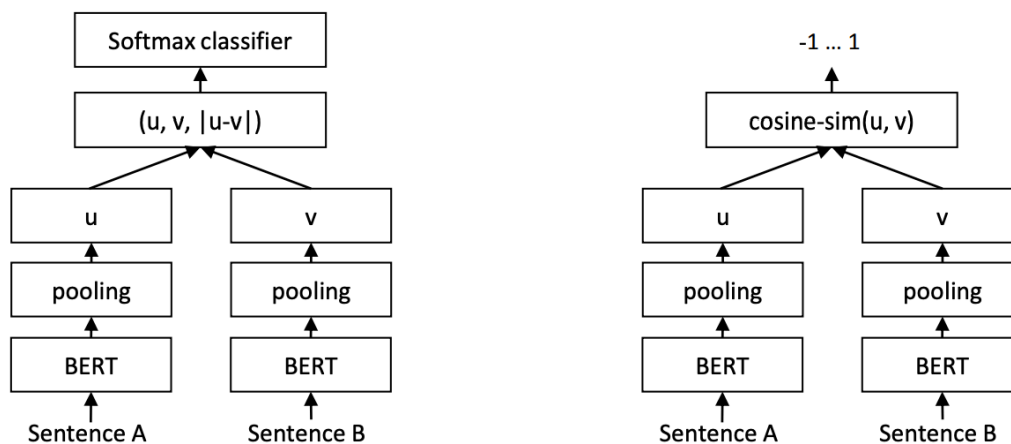 Softmax classifier
(u, v, |u-v|)
u
v
pooling
pooling
BERT
BERT
Sentence A
Sentence B
-1 … 1
cosine-sim(u, v)
u
v
pooling
pooling
BERT
BERT
Sentence A
Sentence B